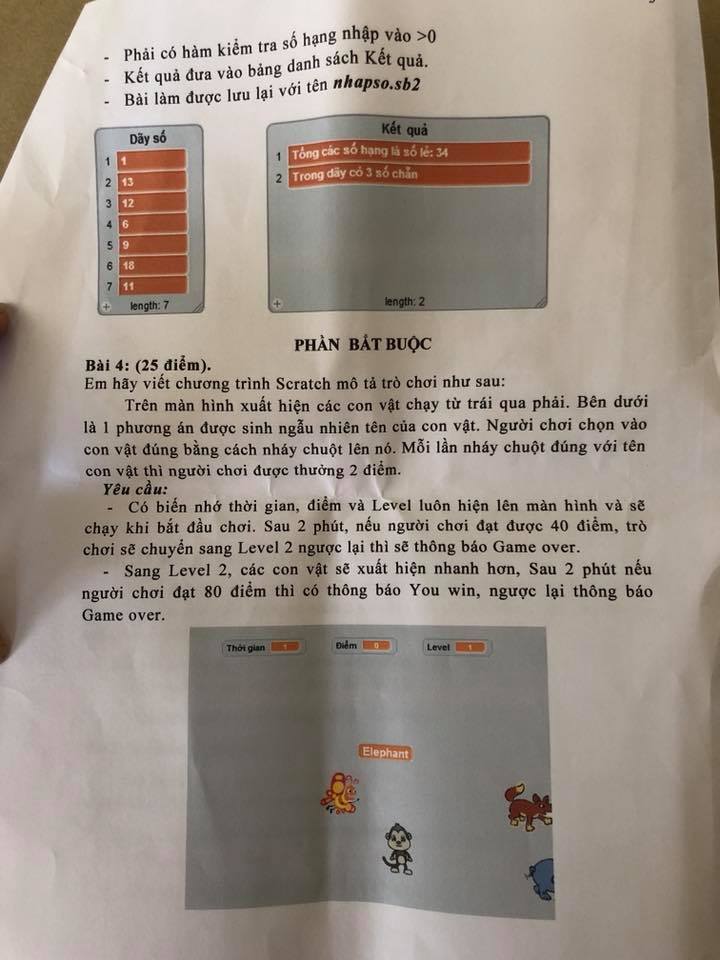 - Phải có hàm kiểm tra số hạng nhập vào >0
- Kết quả đưa vào bảng danh sách Kết quả.
- Bài làm được lưu lại với tên nhapso.sb2
Dãy số
1 1
2 13
3 12
4 6
5 9
6 18
7 11
+ length: 7
Kết quả
1 Tổng các số hạng là số lẻ: 34
2 Trong dãy có 3 số chẵn
+ length: 2
PHẦN BẮT BUỘC
Bài 4: (25 điểm).
Em hãy viết chương trình Scratch mô tả trò chơi như sau:
Trên màn hình xuất hiện các con vật chạy từ trái qua phải. Bên dưới
là 1 phương án được sinh ngẫu nhiên tên của con vật. Người chơi chọn vào
con vật đúng bằng cách nháy chuột lên nó. Mỗi lần nháy chuột đúng với tên
con vật thì người chơi được thưởng 2 điểm.
Yêu cầu:
- Có biến nhớ thời gian, điểm và Level luôn hiện lên màn hình và sẽ
chạy khi bắt đầu chơi. Sau 2 phút, nếu người chơi đạt được 40 điểm, trò
chơi sẽ chuyển sang Level 2 ngược lại thì sẽ thông báo Game over.
- Sang Level 2, các con vật sẽ xuất hiện nhanh hơn, Sau 2 phút nếu
người chơi đạt 80 điểm thì có thông báo You win, ngược lại thông báo
Game over.
Thời gian 1 Điểm 0 Level 1
Elephant